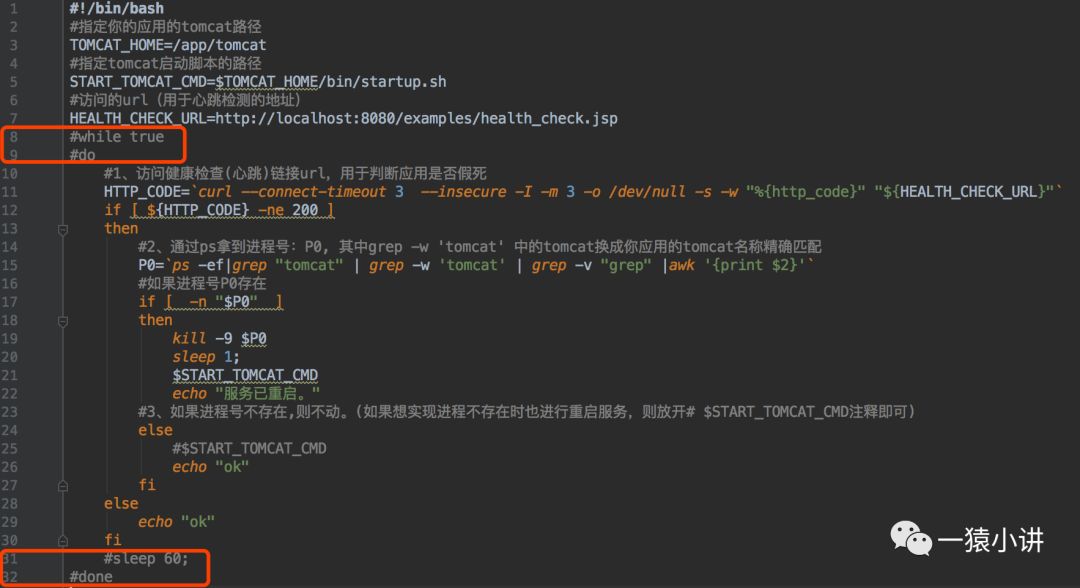 1 #!/bin/bash
2 #指定你的应用的tomcat路径
3 TOMCAT_HOME=/app/tomcat
4 #指定tomcat启动脚本的路径
5 START_TOMCAT_CMD=$TOMCAT_HOME/bin/startup.sh
6 #访问的url（用于心跳检测的地址）
7 HEALTH_CHECK_URL=http://localhost:8080/examples/health_check.jsp
8 #while true
9 #do
10 #1、访问健康检查(心跳)链接url，用于判断应用是否假死
11 HTTP_CODE=`curl --connect-timeout 3  --insecure -I -m 3 -o /dev/null -s -w "%{http_code}" "${HEALTH_CHECK_URL}"`
12 if [ ${HTTP_CODE} -ne 200 ]
13 then
14 #2、通过ps拿到进程号：P0, 其中grep -w 'tomcat' 中的tomcat换成你应用的tomcat名称精确匹配
15 P0=`ps -ef|grep "tomcat" | grep -w 'tomcat' | grep -v "grep" |awk '{print $2}'`
16 #如果进程号P0存在
17 if [  -n "$P0"  ]
18 then
19 kill -9 $P0
20 sleep 1;
21 $START_TOMCAT_CMD
22 echo "服务已重启。"
23 #3、如果进程号不存在,则不动。(如果想实现进程不存在时也进行重启服务，则放开# $START_TOMCAT_CMD注释即可)
24 else
25 #$START_TOMCAT_CMD
26 echo "ok"
27 fi
28 else
29 echo "ok"
30 fi
31 #sleep 60;
32 #done
一猿小讲